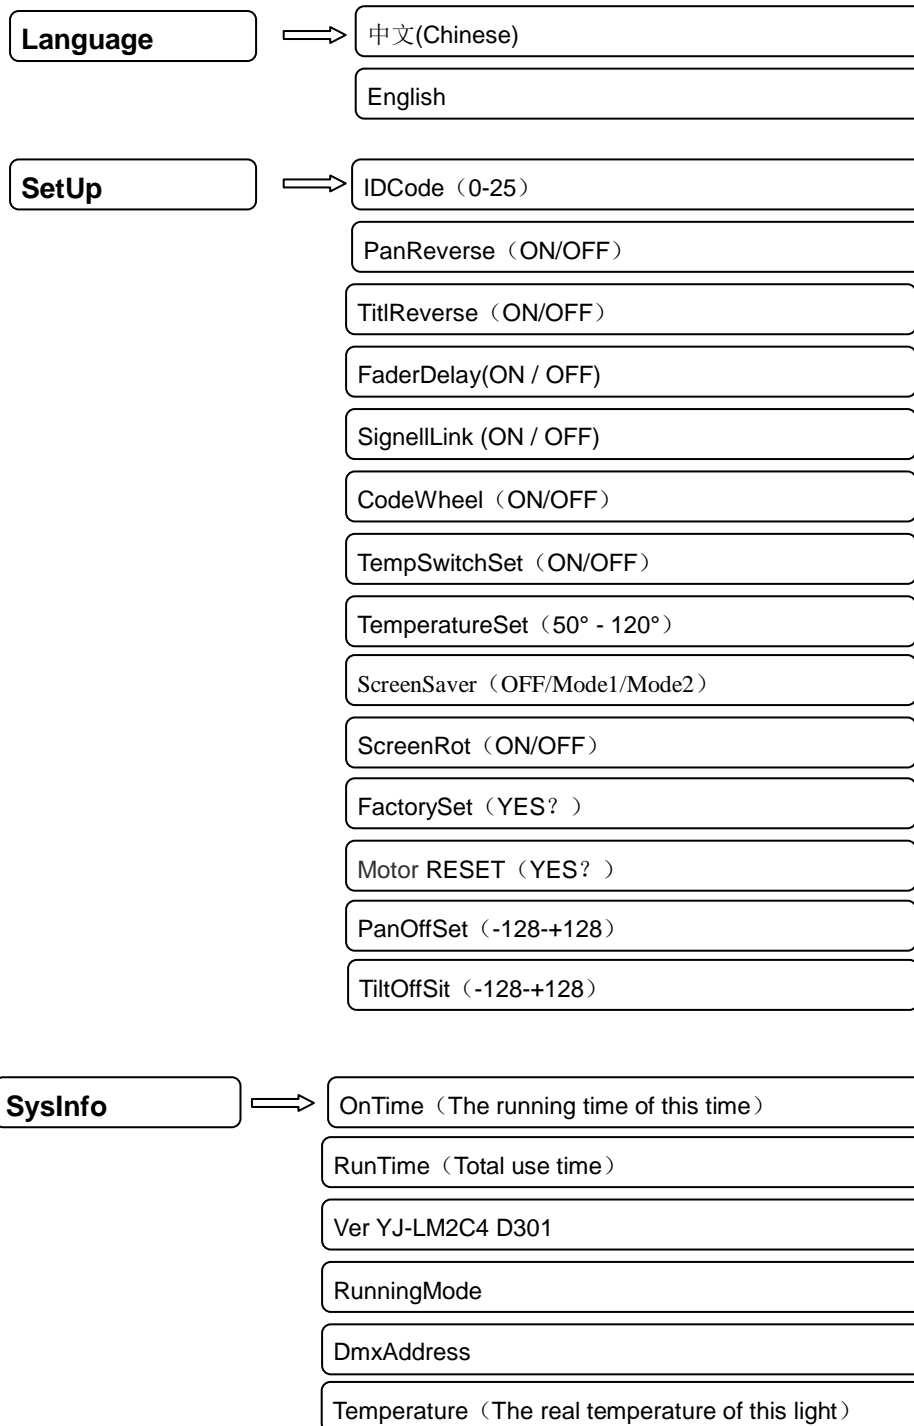 Language
中文(Chinese)
English
SetUp
IDCode（0-25）
PanReverse（ON/OFF）
TitlReverse（ON/OFF）
FaderDelay(ON / OFF)
SignellLink (ON / OFF)
CodeWheel（ON/OFF）
TempSwitchSet（ON/OFF）
TemperatureSet（50° - 120°）
ScreenSaver（OFF/Mode1/Mode2）
ScreenRot（ON/OFF）
FactorySet（YES？）
Motor RESET（YES？）
PanOffSet（-128-+128）
TiltOffSit（-128-+128）
SysInfo
OnTime（The running time of this time）
RunTime（Total use time）
Ver YJ-LM2C4 D301
RunningMode
DmxAddress
Temperature（The real temperature of this light）